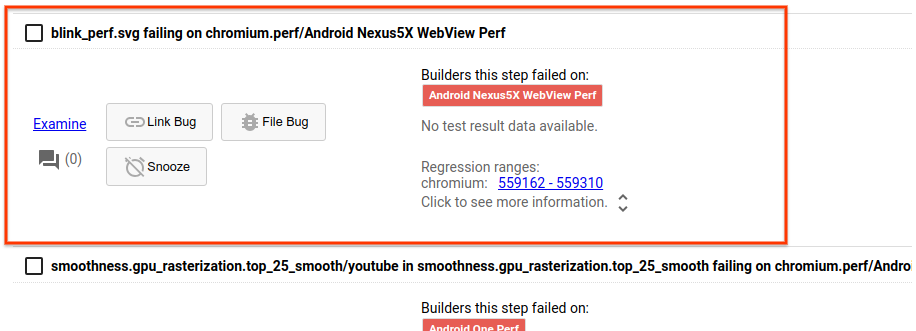 blink_perf.svg failing on chromium.perf/Android Nexus5X WebView Perf
Builders this step failed on:
Android Nexus5X WebView Perf
Examine
Link Bug
File Bug
No test result data available.
(0)
Snooze
Regression ranges:
chromium: 559162 - 559310
Click to see more information.
smoothness.gpu_rasterization.top_25_smooth/youtube in smoothness.gpu_rasterization.top_25_smooth failing on chromium.perf/Andro
Builders this step failed on:
Android One Perf